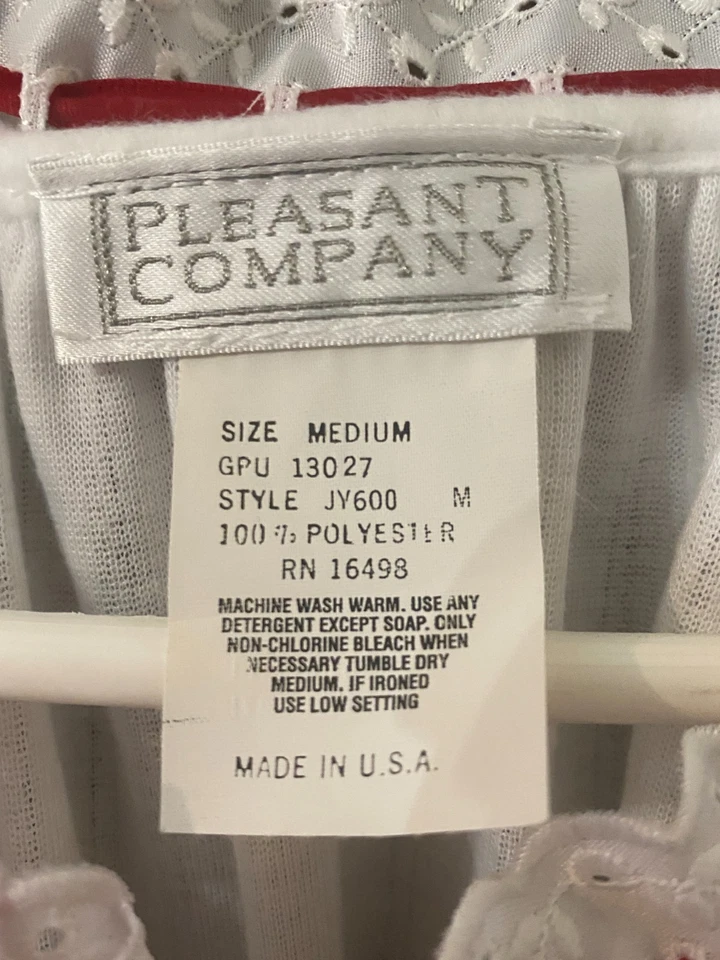 PLEASANT
COMPANY
SIZE MEDIUM
GPU 13027
STYLE JY600 M
100% POLYESTER
RN 16498
MACHINE WASH WARM. USE ANY
DETERGENT EXCEPT SOAP. ONLY
NON-CHLORINE BLEACH WHEN
NECESSARY TUMBLE DRY
MEDIUM. IF IRONED
USE LOW SETTING
MADE IN U.S.A.